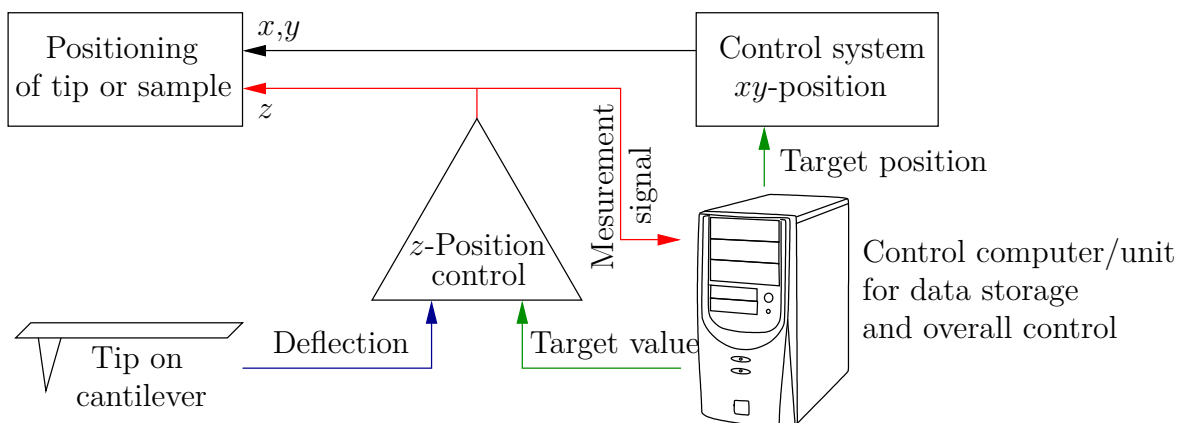 Positioning
of tip or sample
x,y
z
Control system
xy-position
Target position
Mesurement
signal
z-Position
control
Control computer/unit
for data storage
and overall control
Deflection
Target value
Tip on
cantilever